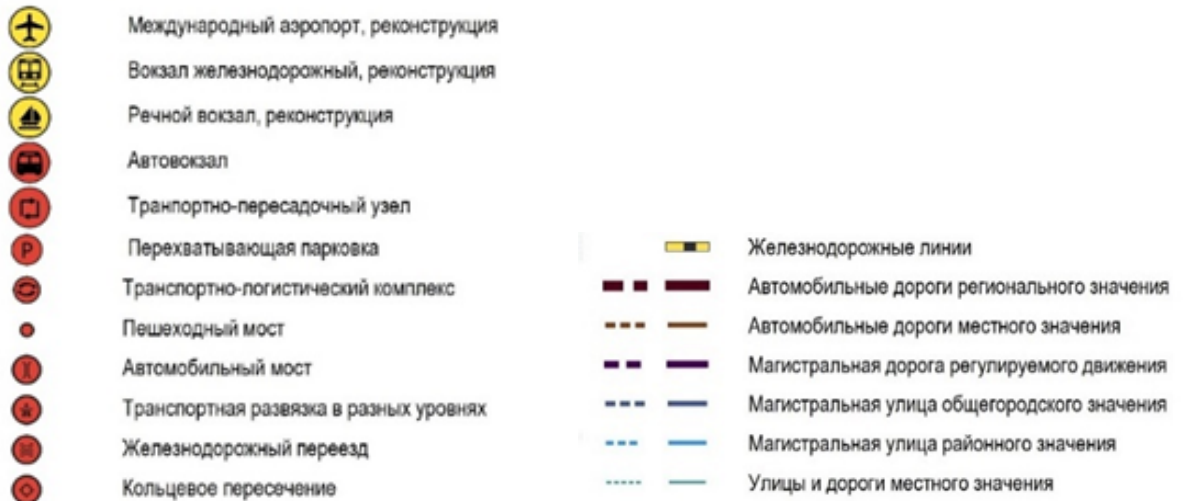 Международный аэропорт, реконструкция
Вокзал железнодорожный, реконструкция
Речной вокзал, реконструкция
Автовокзал
Транпортно-пересадочный узел
P
Перехватывающая парковка
Транспортно-логистический комплекс
Пешеходный мост
Автомобильный мост
Транспортная развязка в разных уровнях
Железнодорожный переезд
Кольцевое пересечение
Железнодорожные линии
Автомобильные дороги регионального значения
Автомобильные дороги местного значения
Магистральная дорога регулируемого движения
Магистральная улица общегородского значения
Магистральная улица районного значения
Улицы и дороги местного значения